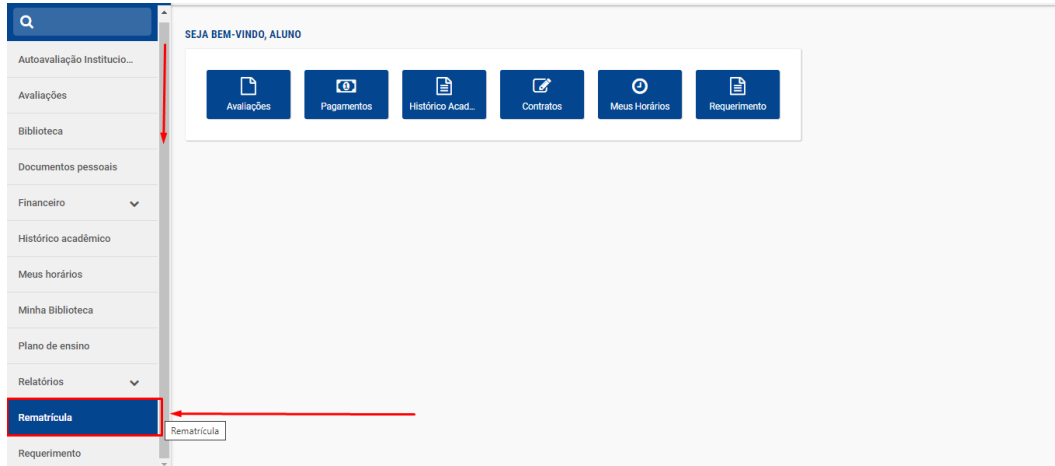 SEJA BEM-VINDO, ALUNO
Autoavaliação Institucio...
Avaliações
Biblioteca
Documentos pessoais
Financeiro
Histórico acadêmico
Meus horários
Minha Biblioteca
Plano de ensino
Relatórios
Rematrícula
Rematrícula
Requerimento
Avaliações
Pagamentos
Histórico Acad...
Contratos
Meus Horários
Requerimento